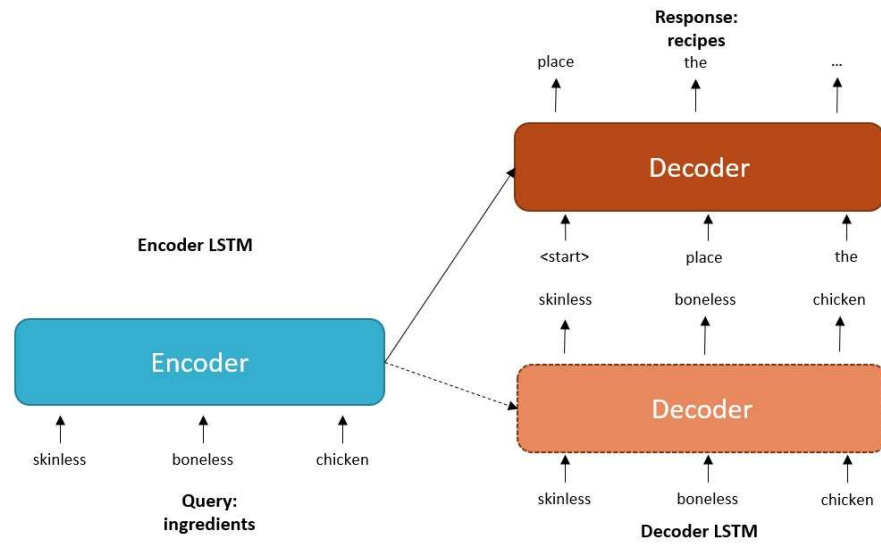 Response:
recipes
place the ...
Decoder
<start> place the
skinless boneless chicken
Decoder
skinless boneless chicken
Decoder LSTM
Encoder LSTM
Encoder
skinless boneless chicken
Query:
ingredients